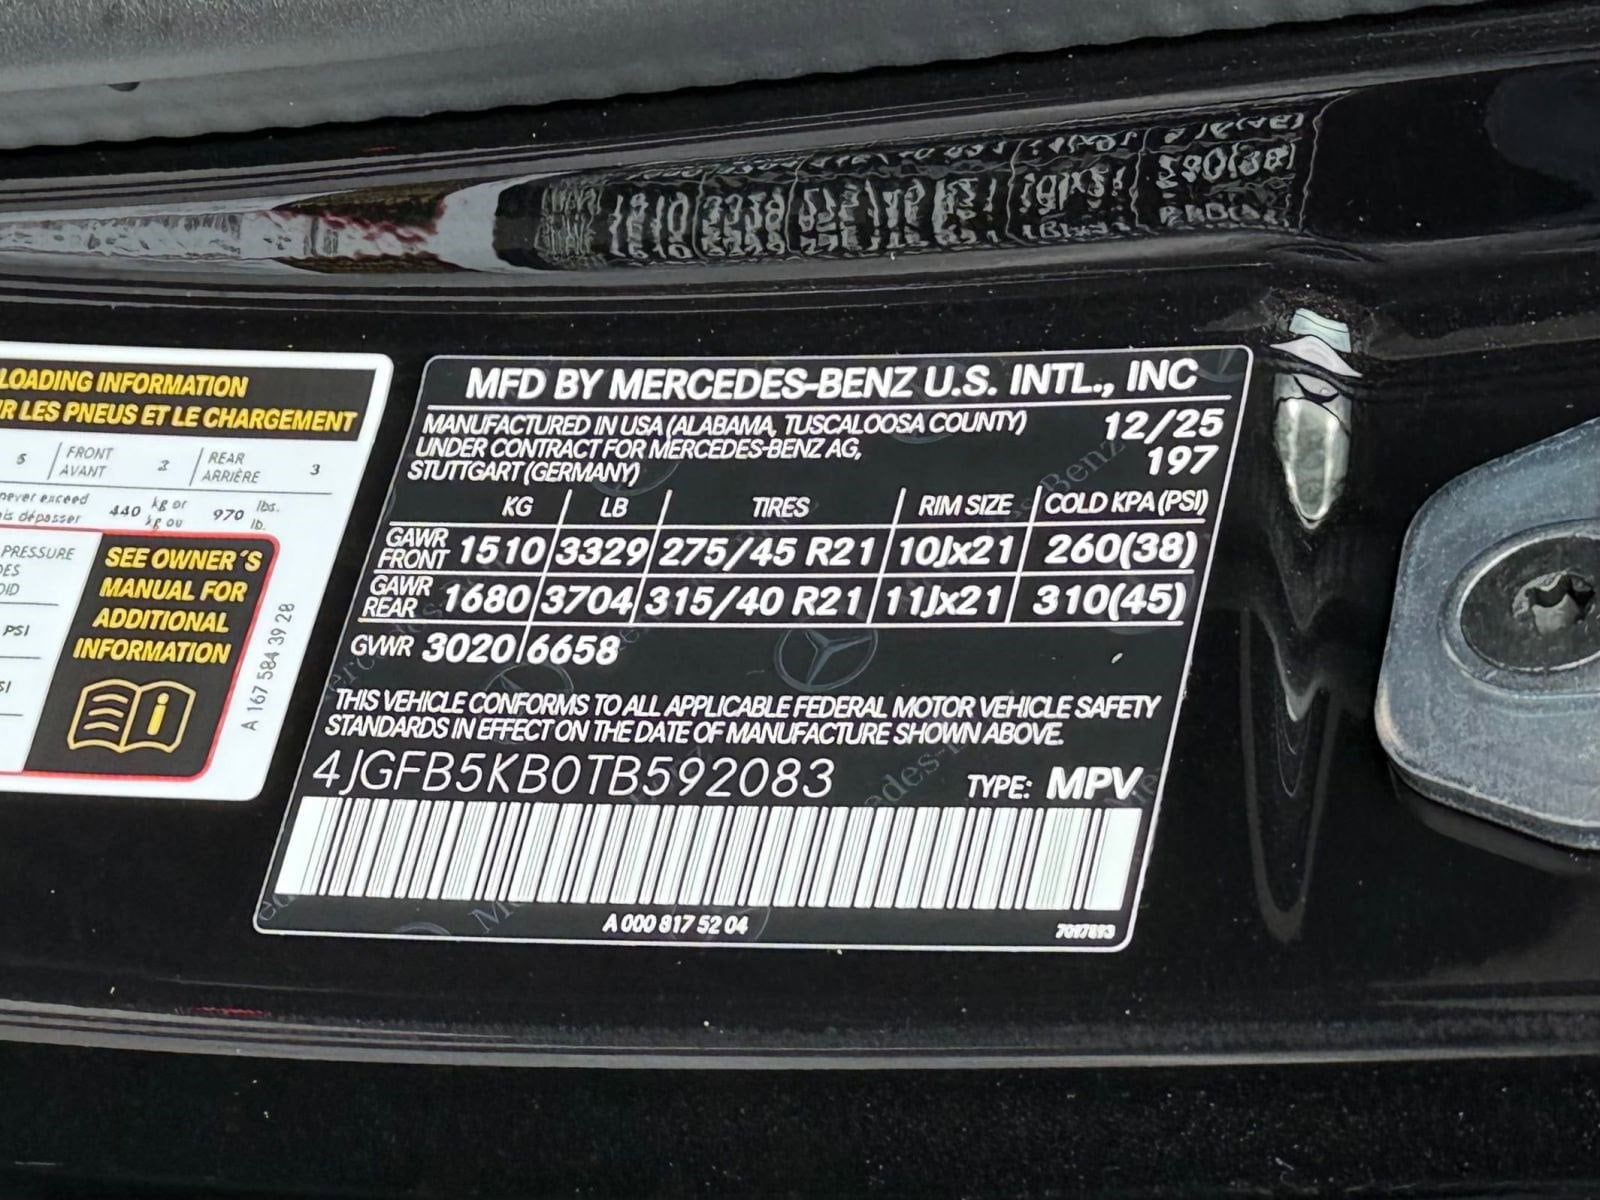 LOADING INFORMATION
R LES PNEUS ET LE CHARGEMENT
5 FRONT AVANT 2 REAR ARRIÈRE 3
never exceed
is dépasser 440 kg or kg ou 970 lbs. lb.
PRESSURE
SEE OWNER´S
MANUAL FOR
ADDITIONAL
INFORMATION
PSI
i
A 167 584 39 28
MFD BY MERCEDES-BENZ U.S. INTL., INC
MANUFACTURED IN USA (ALABAMA, TUSCALOOSA COUNTY) 12/25
UNDER CONTRACT FOR MERCEDES-BENZ AG, 197
STUTTGART (GERMANY)
KG LB TIRES RIM SIZE COLD KPA (PSI)
GAWR FRONT 1510 3329 275/45 R21 10Jx21 260(38)
GAWR REAR 1680 3704 315/40 R21 11Jx21 310(45)
GVWR 3020 6658
THIS VEHICLE CONFORMS TO ALL APPLICABLE FEDERAL MOTOR VEHICLE SAFETY
STANDARDS IN EFFECT ON THE DATE OF MANUFACTURE SHOWN ABOVE.
4JGFB5KB0TB592083 TYPE: MPV
A 000 817 52 04